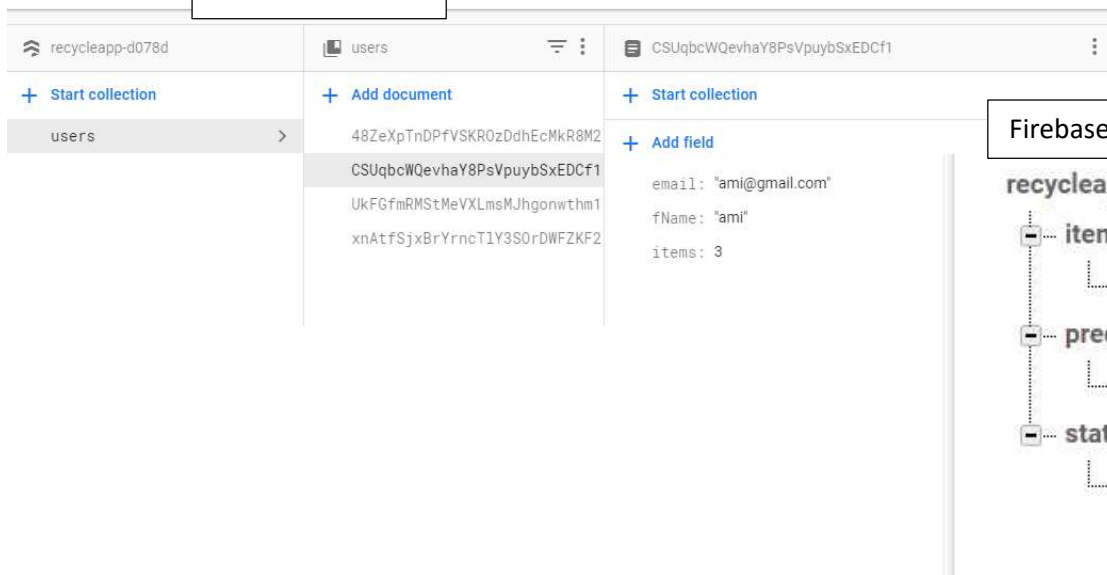 recycleapp-d078d
Start collection
users
users
Add document
48ZeXpTnDPfVSKROzDdhEcMkR8M2
CSUqbcWQevhaY8PsVpuybSxEDCf1
UkFGfmRMStMeVXLmsMJhgonwthm1
xnAtfSjxBrYrncTlY3SOrDWFZKF2
CSUqbcWQevhaY8PsVpuybSxEDCf1
Start collection
Add field
email: "ami@gmail.com"
fName: "ami"
items: 3
Firebase